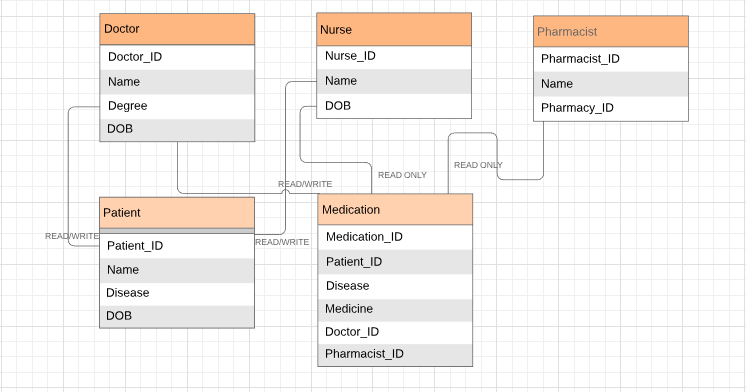 Doctor
Doctor_ID
Name
Degree
DOB
Nurse
Nurse_ID
Name
DOB
Pharmacist
Pharmacist_ID
Name
Pharmacy_ID
READ ONLY
READ ONLY
READ/WRITE
READ/WRITE
READ/WRITE
Patient
Patient_ID
Name
Disease
DOB
Medication
Medication_ID
Patient_ID
Disease
Medicine
Doctor_ID
Pharmacist_ID